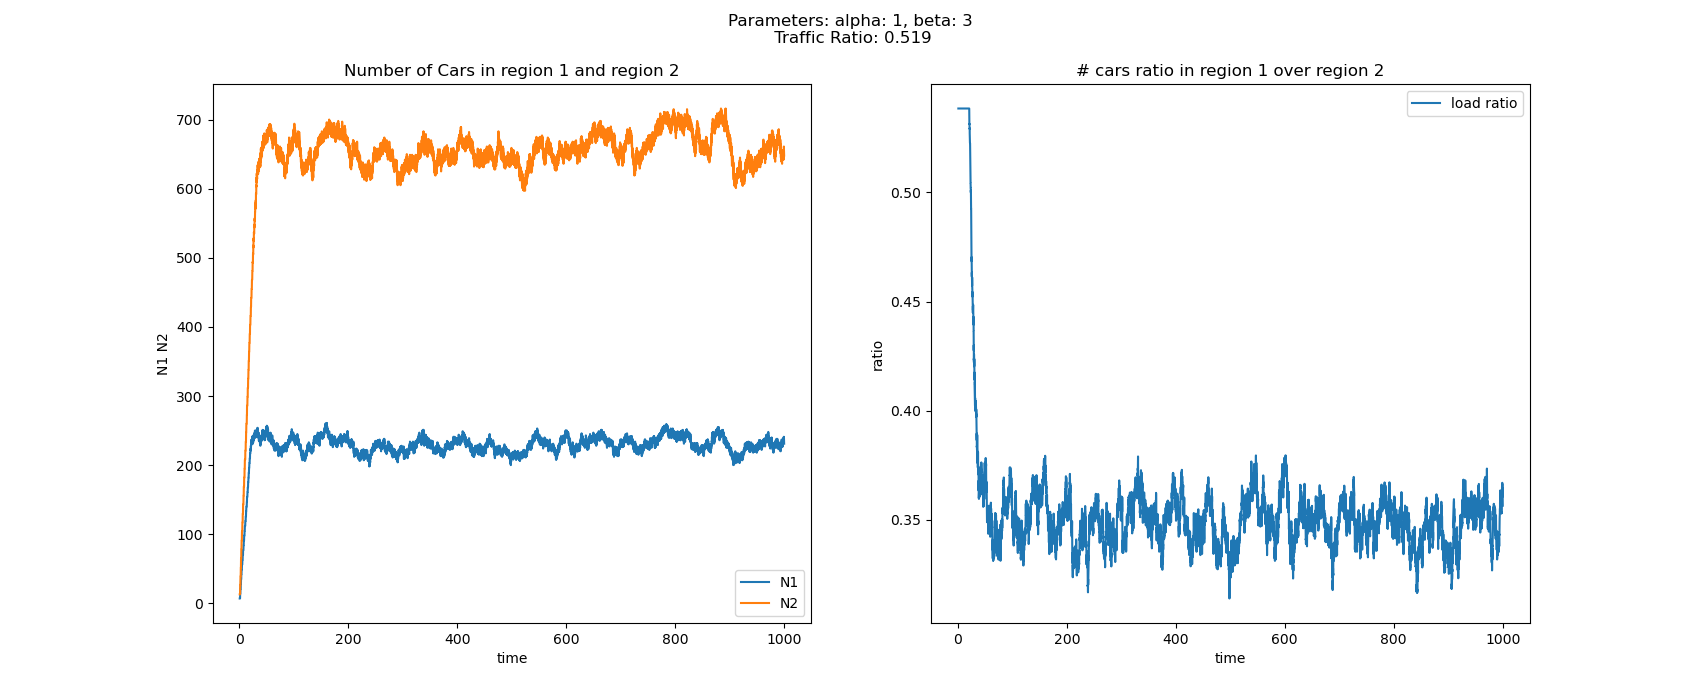 Parameters: alpha: 1, beta: 3
Traffic Ratio: 0.519
Number of Cars in region 1 and region 2
N1 N2
700
600
500
400
300
200
100
0
0 200 400 600 800 1000
time
N1
N2
# cars ratio in region 1 over region 2
load ratio
ratio
0.50
0.45
0.40
0.35
0 200 400 600 800 1000
time